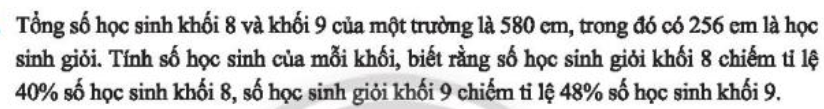 Tổng số học sinh khối 8 và khối 9 của một trường là 580 em, trong đó có 256 em là học
sinh giỏi. Tính số học sinh của mỗi khối, biết rằng số học sinh giỏi khối 8 chiếm tỉ lệ
40% số học sinh khối 8, số học sinh giỏi khối 9 chiếm tỉ lệ 48% số học sinh khối 9.